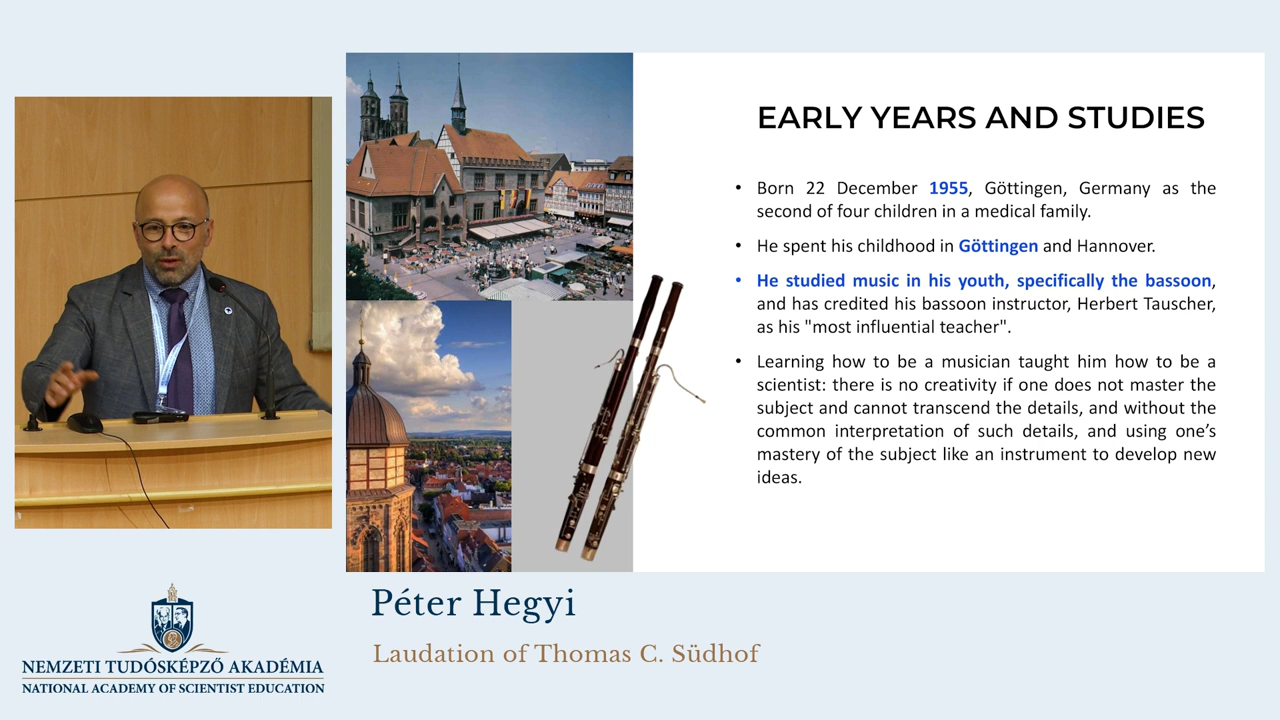 EARLY YEARS AND STUDIES
• Born 22 December 1955, Göttingen, Germany as the
second of four children in a medical family.
• He spent his childhood in Göttingen and Hannover.
• He studied music in his youth, specifically the bassoon,
and has credited his bassoon instructor, Herbert Tauscher,
as his "most influential teacher".
• Learning how to be a musician taught him how to be a
scientist: there is no creativity if one does not master the
subject and cannot transcend the details, and without the
common interpretation of such details, and using one’s
mastery of the subject like an instrument to develop new
ideas.
Péter Hegyi
Laudation of Thomas C. Südhof
NEMZETI TUDÓSKÉPZŐ AKADÉMIA
NATIONAL ACADEMY OF SCIENTIST EDUCATION